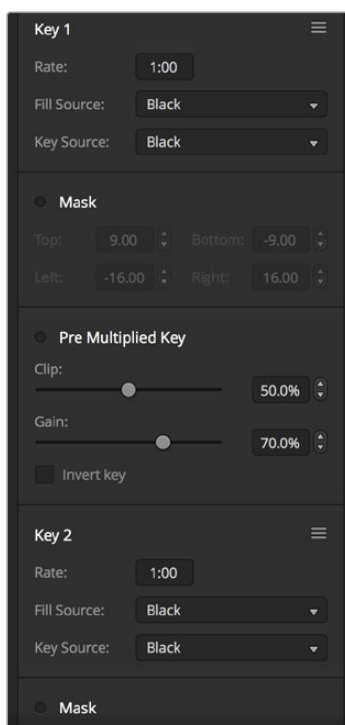 Key 1
Rate: 1:00
Fill Source: Black
Key Source: Black
Mask
Top: 9.00 Bottom: -9.00
Left: -16.00 Right: 16.00
Pre Multiplied Key
Clip:
50.0%
Gain:
70.0%
Invert key
Key 2
Rate: 1:00
Fill Source: Black
Key Source: Black
Mask